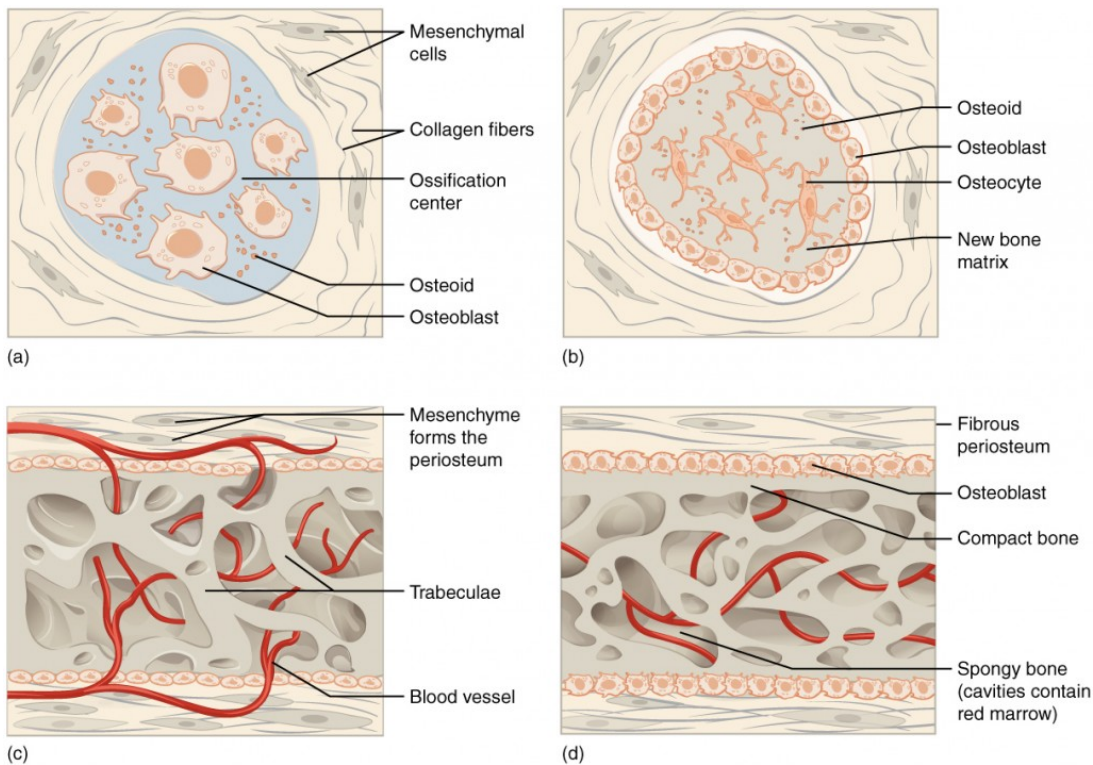 Mesenchymal
cells
Collagen fibers
Ossification
center
Osteoid
Osteoblast
(a)
Osteoid
Osteoblast
Osteocyte
New bone
matrix
(b)
Mesenchyme
forms the
periosteum
Trabeculae
Blood vessel
(c)
Fibrous
periosteum
Osteoblast
Compact bone
Spongy bone
(cavities contain
red marrow)
(d)